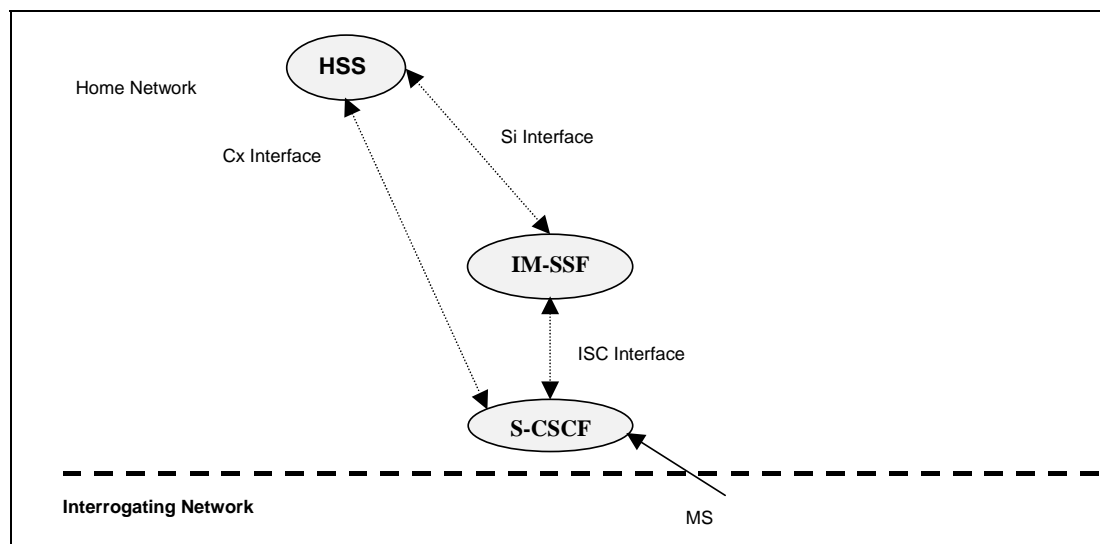 HSS
Home Network
Si Interface
Cx Interface
IM-SSF
ISC Interface
S-CSCF
Interrogating Network
MS